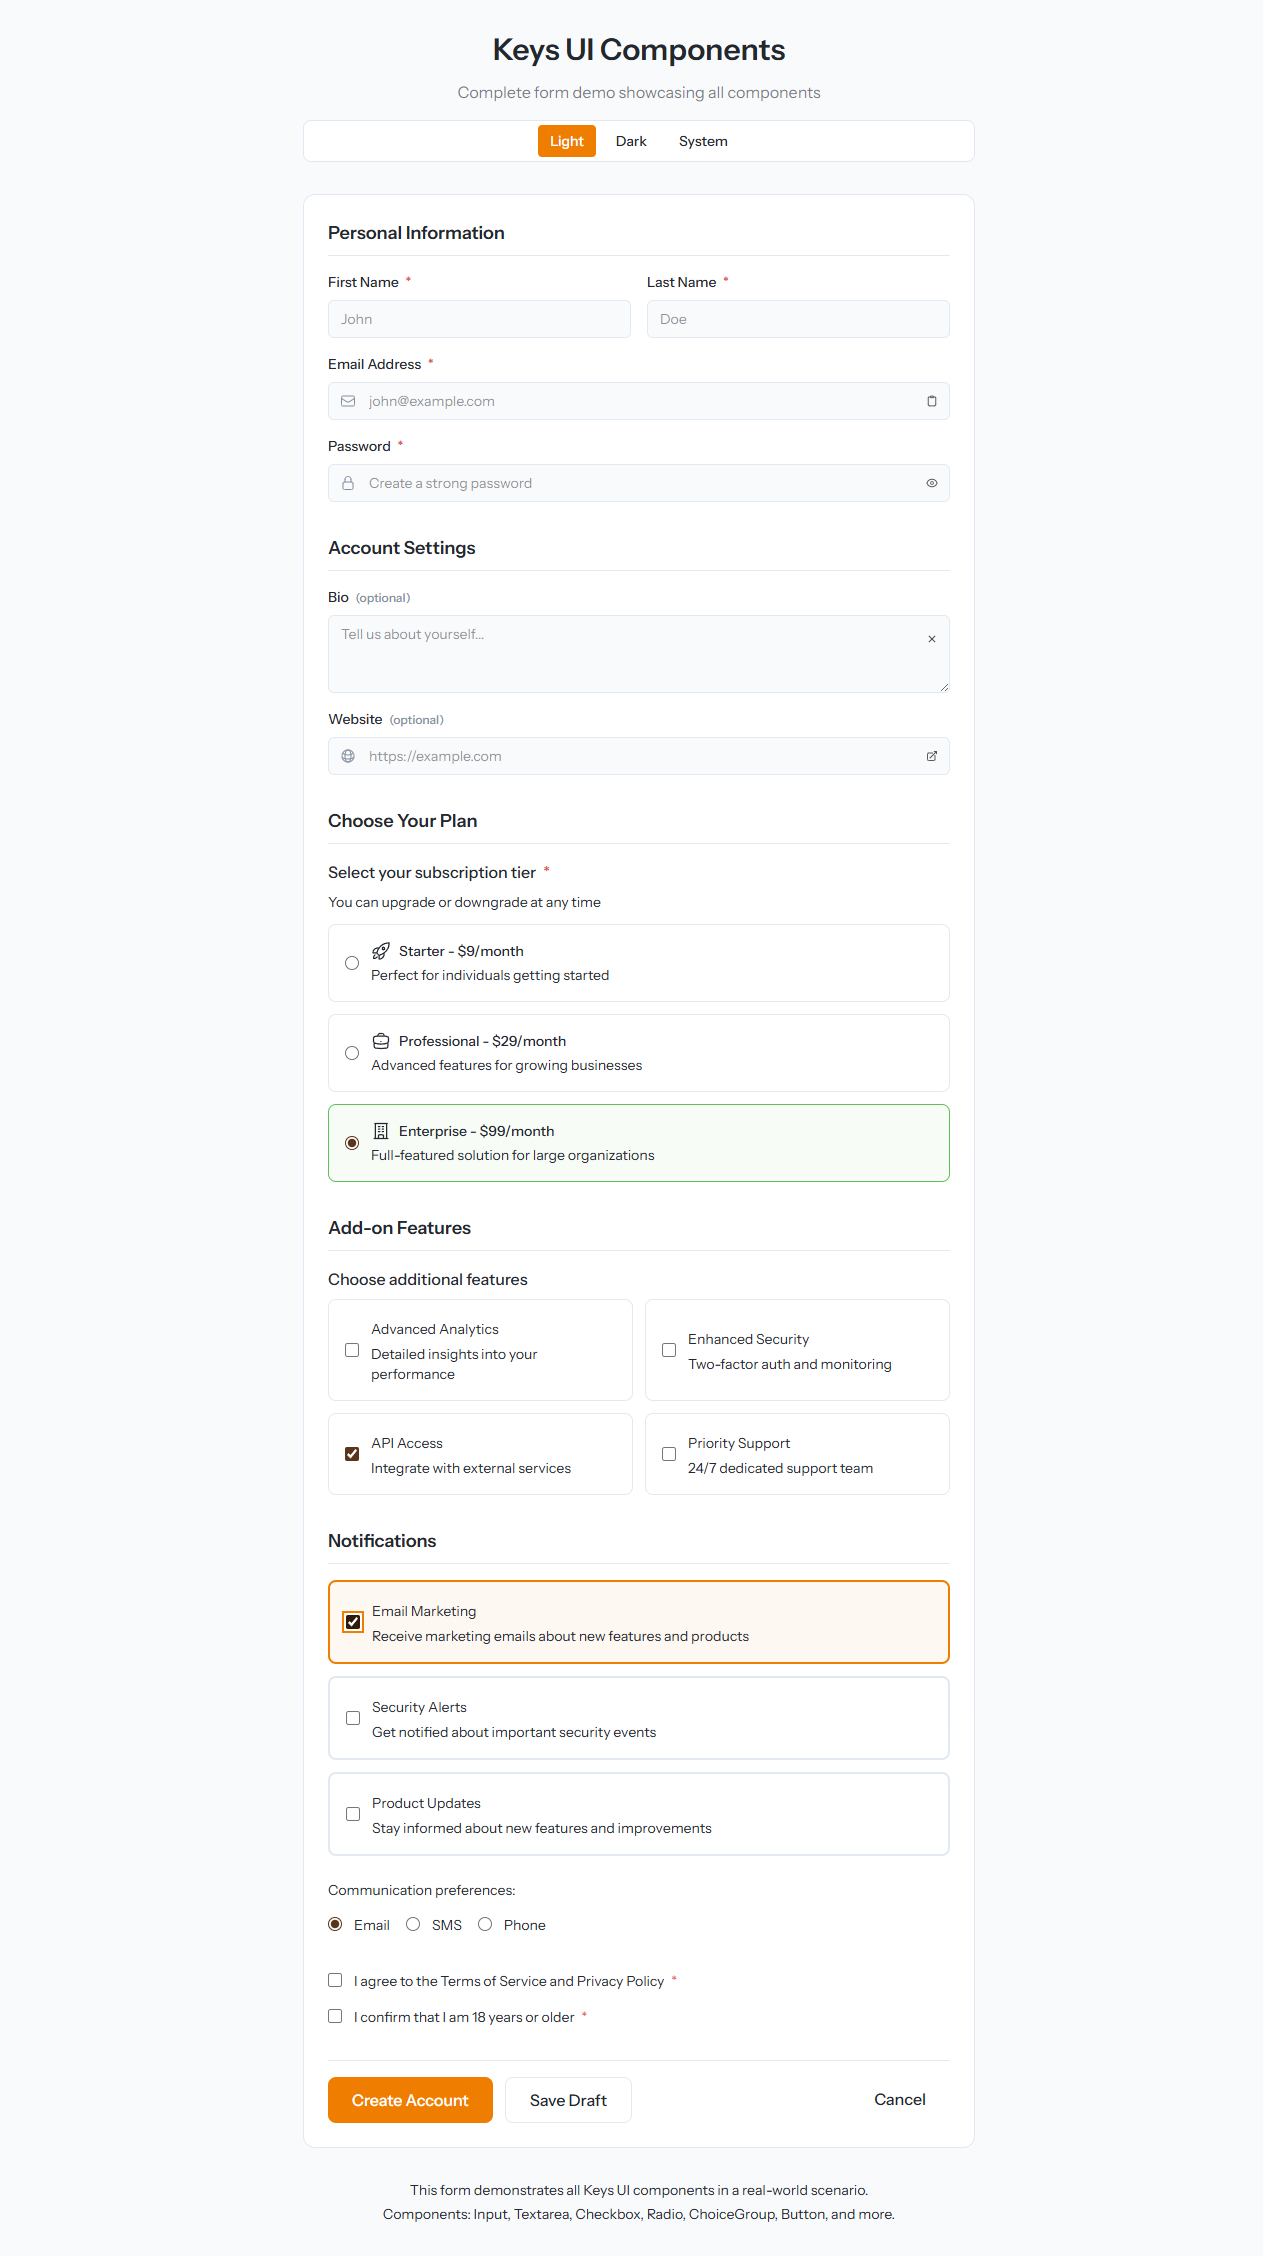 Keys UI Components
Complete form demo showcasing all components
Light Dark System
Personal Information
First Name * Last Name *
John Doe
Email Address *
john@example.com
Password *
Create a strong password
Account Settings
Bio (optional)
Tell us about yourself...
Website (optional)
https://example.com
Choose Your Plan
Select your subscription tier *
You can upgrade or downgrade at any time
Starter - $9/month
Perfect for individuals getting started
Professional - $29/month
Advanced features for growing businesses
Enterprise - $99/month
Full-featured solution for large organizations
Add-on Features
Choose additional features
Advanced Analytics
Detailed insights into your
performance
Enhanced Security
Two-factor auth and monitoring
API Access
Integrate with external services
Priority Support
24/7 dedicated support team
Notifications
Email Marketing
Receive marketing emails about new features and products
Security Alerts
Get notified about important security events
Product Updates
Stay informed about new features and improvements
Communication preferences:
Email SMS Phone
I agree to the Terms of Service and Privacy Policy *
I confirm that I am 18 years or older *
Create Account Save Draft Cancel
This form demonstrates all Keys UI components in a real-world scenario.
Components: Input, Textarea, Checkbox, Radio, ChoiceGroup, Button, and more.